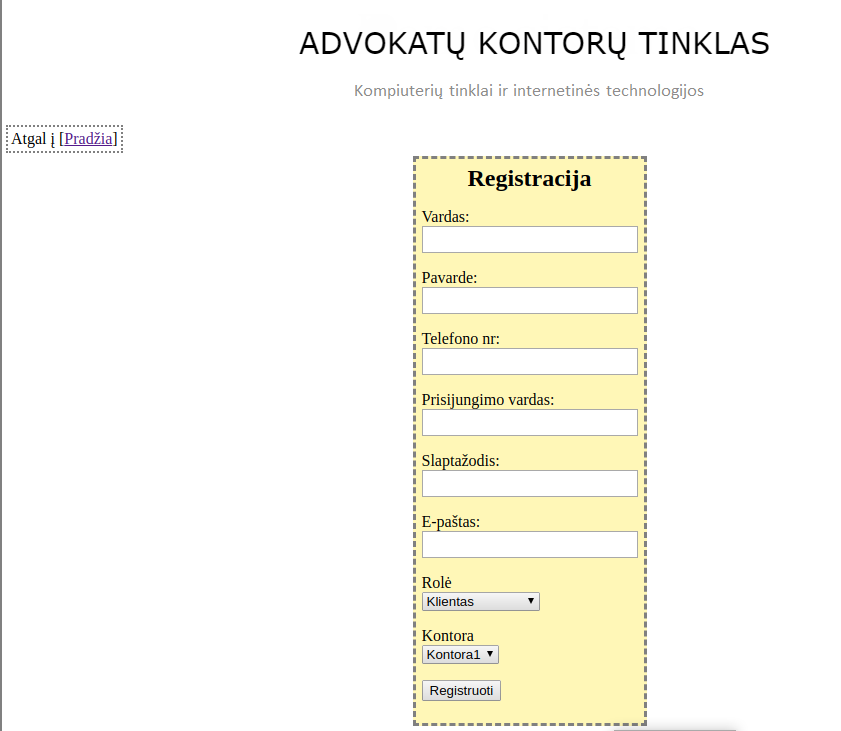 ADVOKATŲ KONTORŲ TINKLAS
Kompiuterių tinklai ir internetinės technologijos
Atgal į [Pradžia]
Registracija
Vardas:
Pavarde:
Telefono nr:
Prisijungimo vardas:
Slaptažodis:
E-paštas:
Rolė
Klientas
Kontora
Kontora1
Registruoti